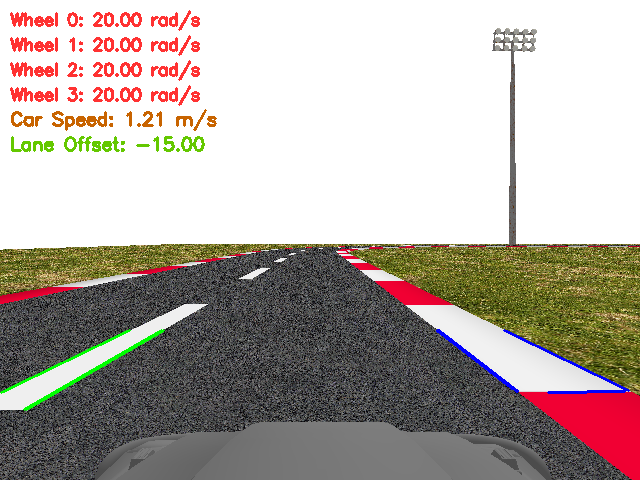 Wheel 0: 20.00 rad/s
Wheel 1: 20.00 rad/s
Wheel 2: 20.00 rad/s
Wheel 3: 20.00 rad/s
Car Speed: 1.21 m/s
Lane Offset: -15.00